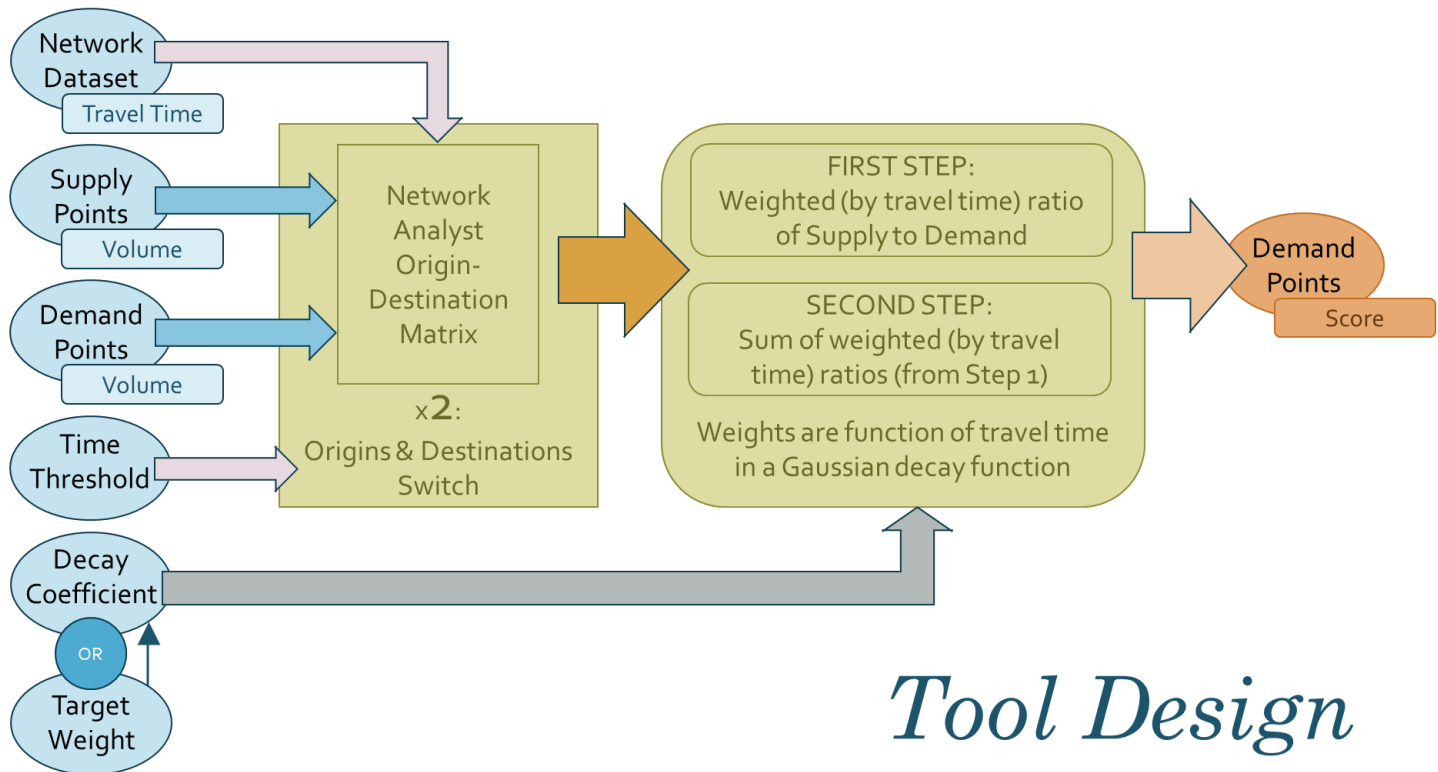 Network
Dataset
Travel Time
Supply
Points
Volume
Demand
Points
Volume
Time
Threshold
Decay
Coefficient
OR
Target
Weight
Network
Analyst
Origin-
Destination
Matrix
x2:
Origins & Destinations
Switch
FIRST STEP:
Weighted (by travel time) ratio
of Supply to Demand
SECOND STEP:
Sum of weighted (by travel
time) ratios (from Step 1)
Weights are function of travel time
in a Gaussian decay function
Demand
Points
Score
Tool Design